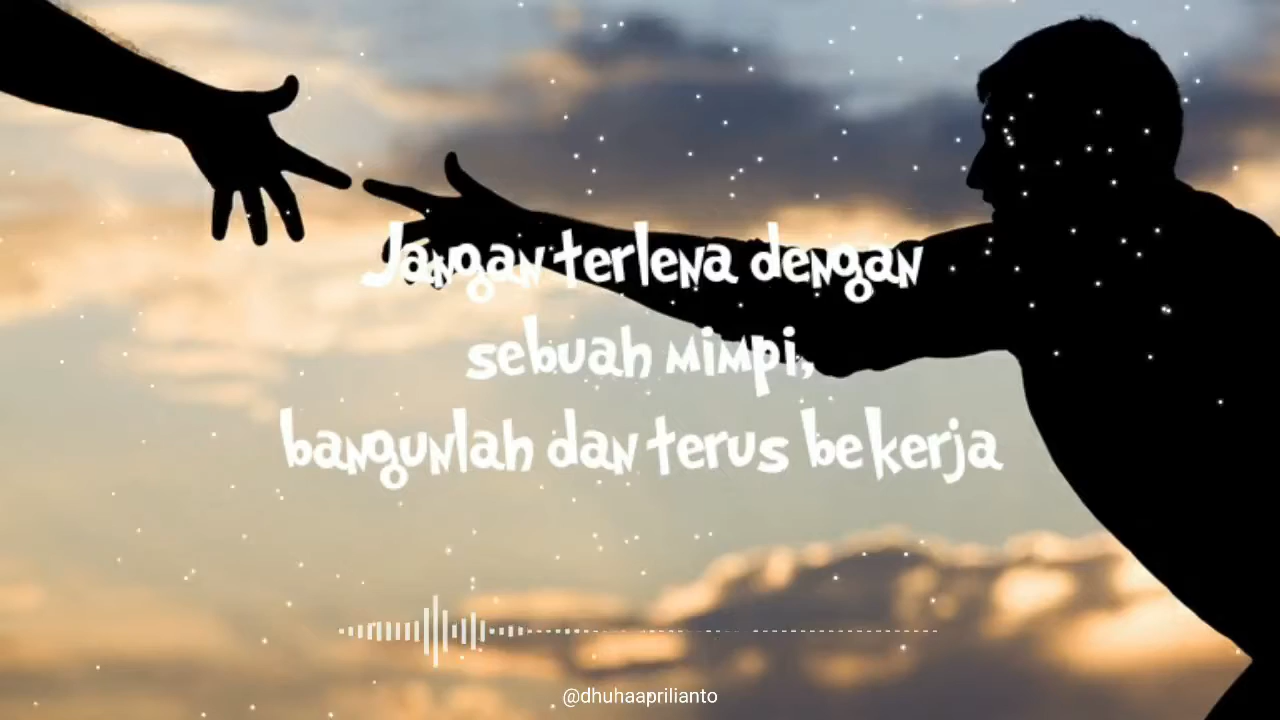 Jangan terlena dengan
sebuah mimpi,
bangunlah dan terus bekerja
@dhuhaaprilianto